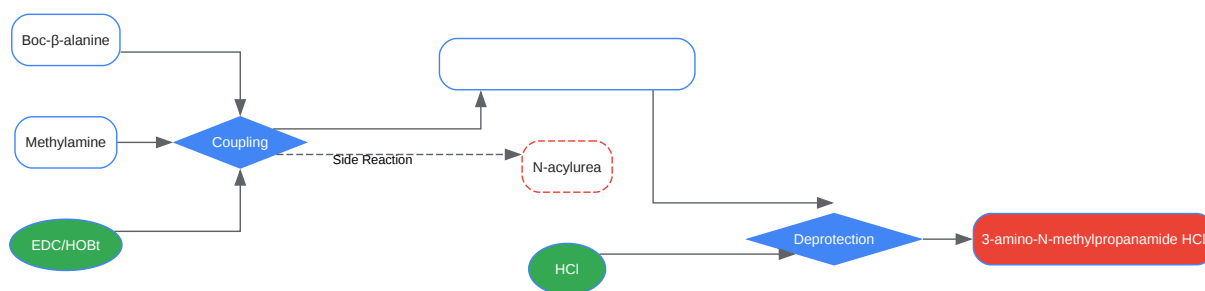 Boc-β-alanine
Methylamine
Coupling
Side Reaction
N-acylurea
EDC/HOBt
HCl
Deprotection
3-amino-N-methylpropanamide HCl